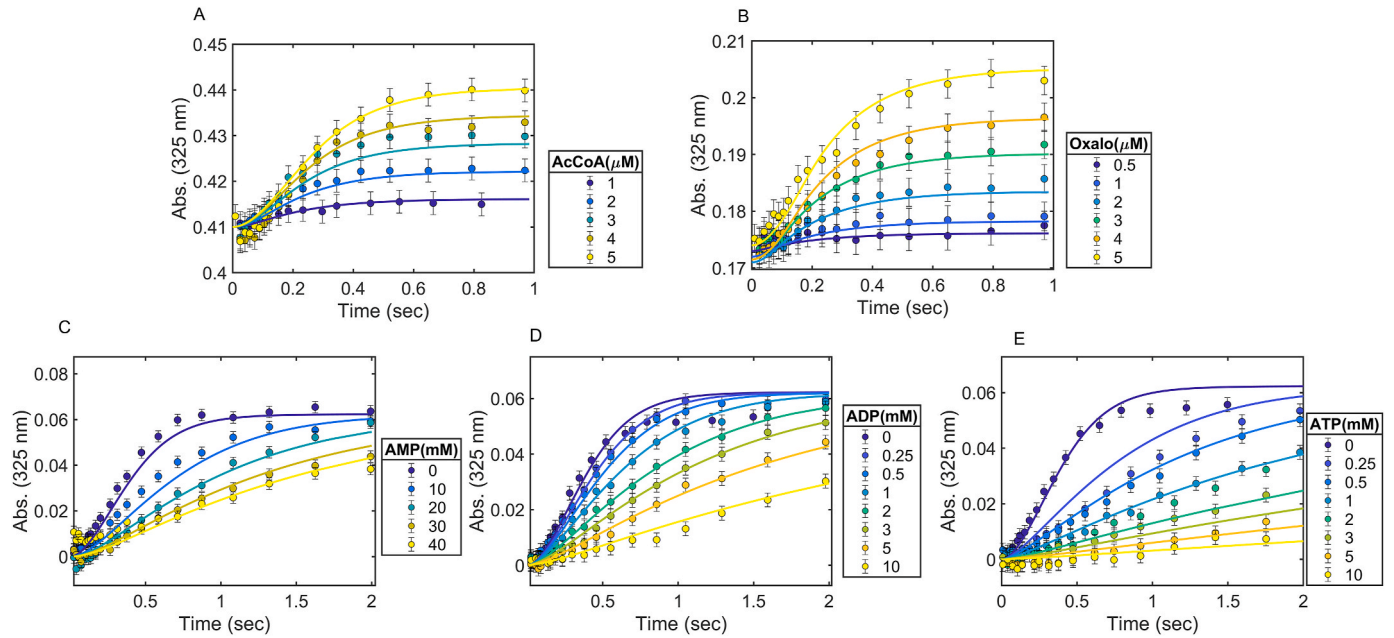 A
Abs. (325 nm)
0.45
0.44
0.43
0.42
0.41
0.4
0 0.2 0.4 0.6 0.8 1
Time (sec)
AcCoA(μM)
1
2
3
4
5
B
Abs. (325 nm)
0.21
0.2
0.19
0.18
0.17
0 0.2 0.4 0.6 0.8 1
Time (sec)
Oxalo(μM)
0.5
1
2
3
4
5
C
Abs. (325 nm)
0.08
0.06
0.04
0.02
0
0.5 1 1.5 2
Time (sec)
AMP(mM)
0
10
20
30
40
D
Abs. (325 nm)
0.06
0.04
0.02
0
0.5 1 1.5 2
Time (sec)
ADP(mM)
0
0.25
0.5
1
2
3
5
10
E
Abs. (325 nm)
0.06
0.04
0.02
0
0 0.5 1 1.5 2
Time (sec)
ATP(mM)
0
0.25
0.5
1
2
3
5
10